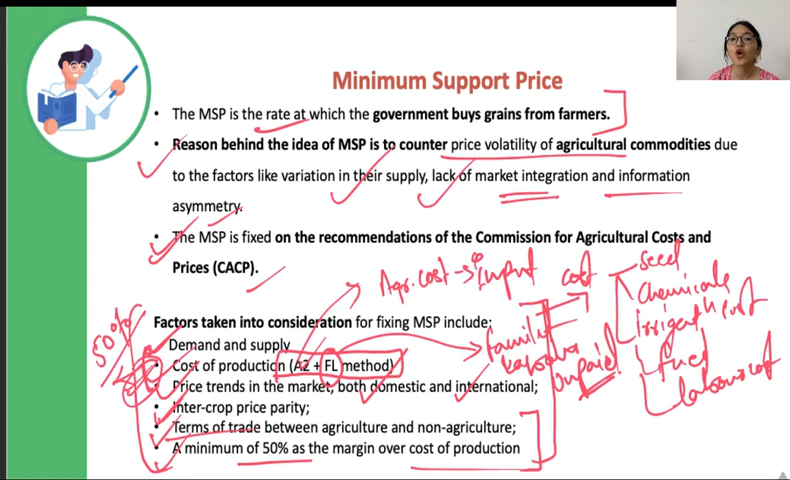 Minimum Support Price
• The MSP is the rate at which the government buys grains from farmers.
• Reason behind the idea of MSP is to counter price volatility of agricultural commodities due
to the factors like variation in their supply, lack of market integration and information
asymmetry.
• The MSP is fixed on the recommendations of the Commission for Agricultural Costs and
Prices (CACP).
Agr. cost → input cost
seed
chemicals
irrigatn cost
fuel
labour cost
family
labour
unpaid
50%
Factors taken into consideration for fixing MSP include:
• Demand and supply
• Cost of production (A2 + FL method)
• Price trends in the market, both domestic and international;
• Inter-crop price parity;
• Terms of trade between agriculture and non-agriculture;
• A minimum of 50% as the margin over cost of production